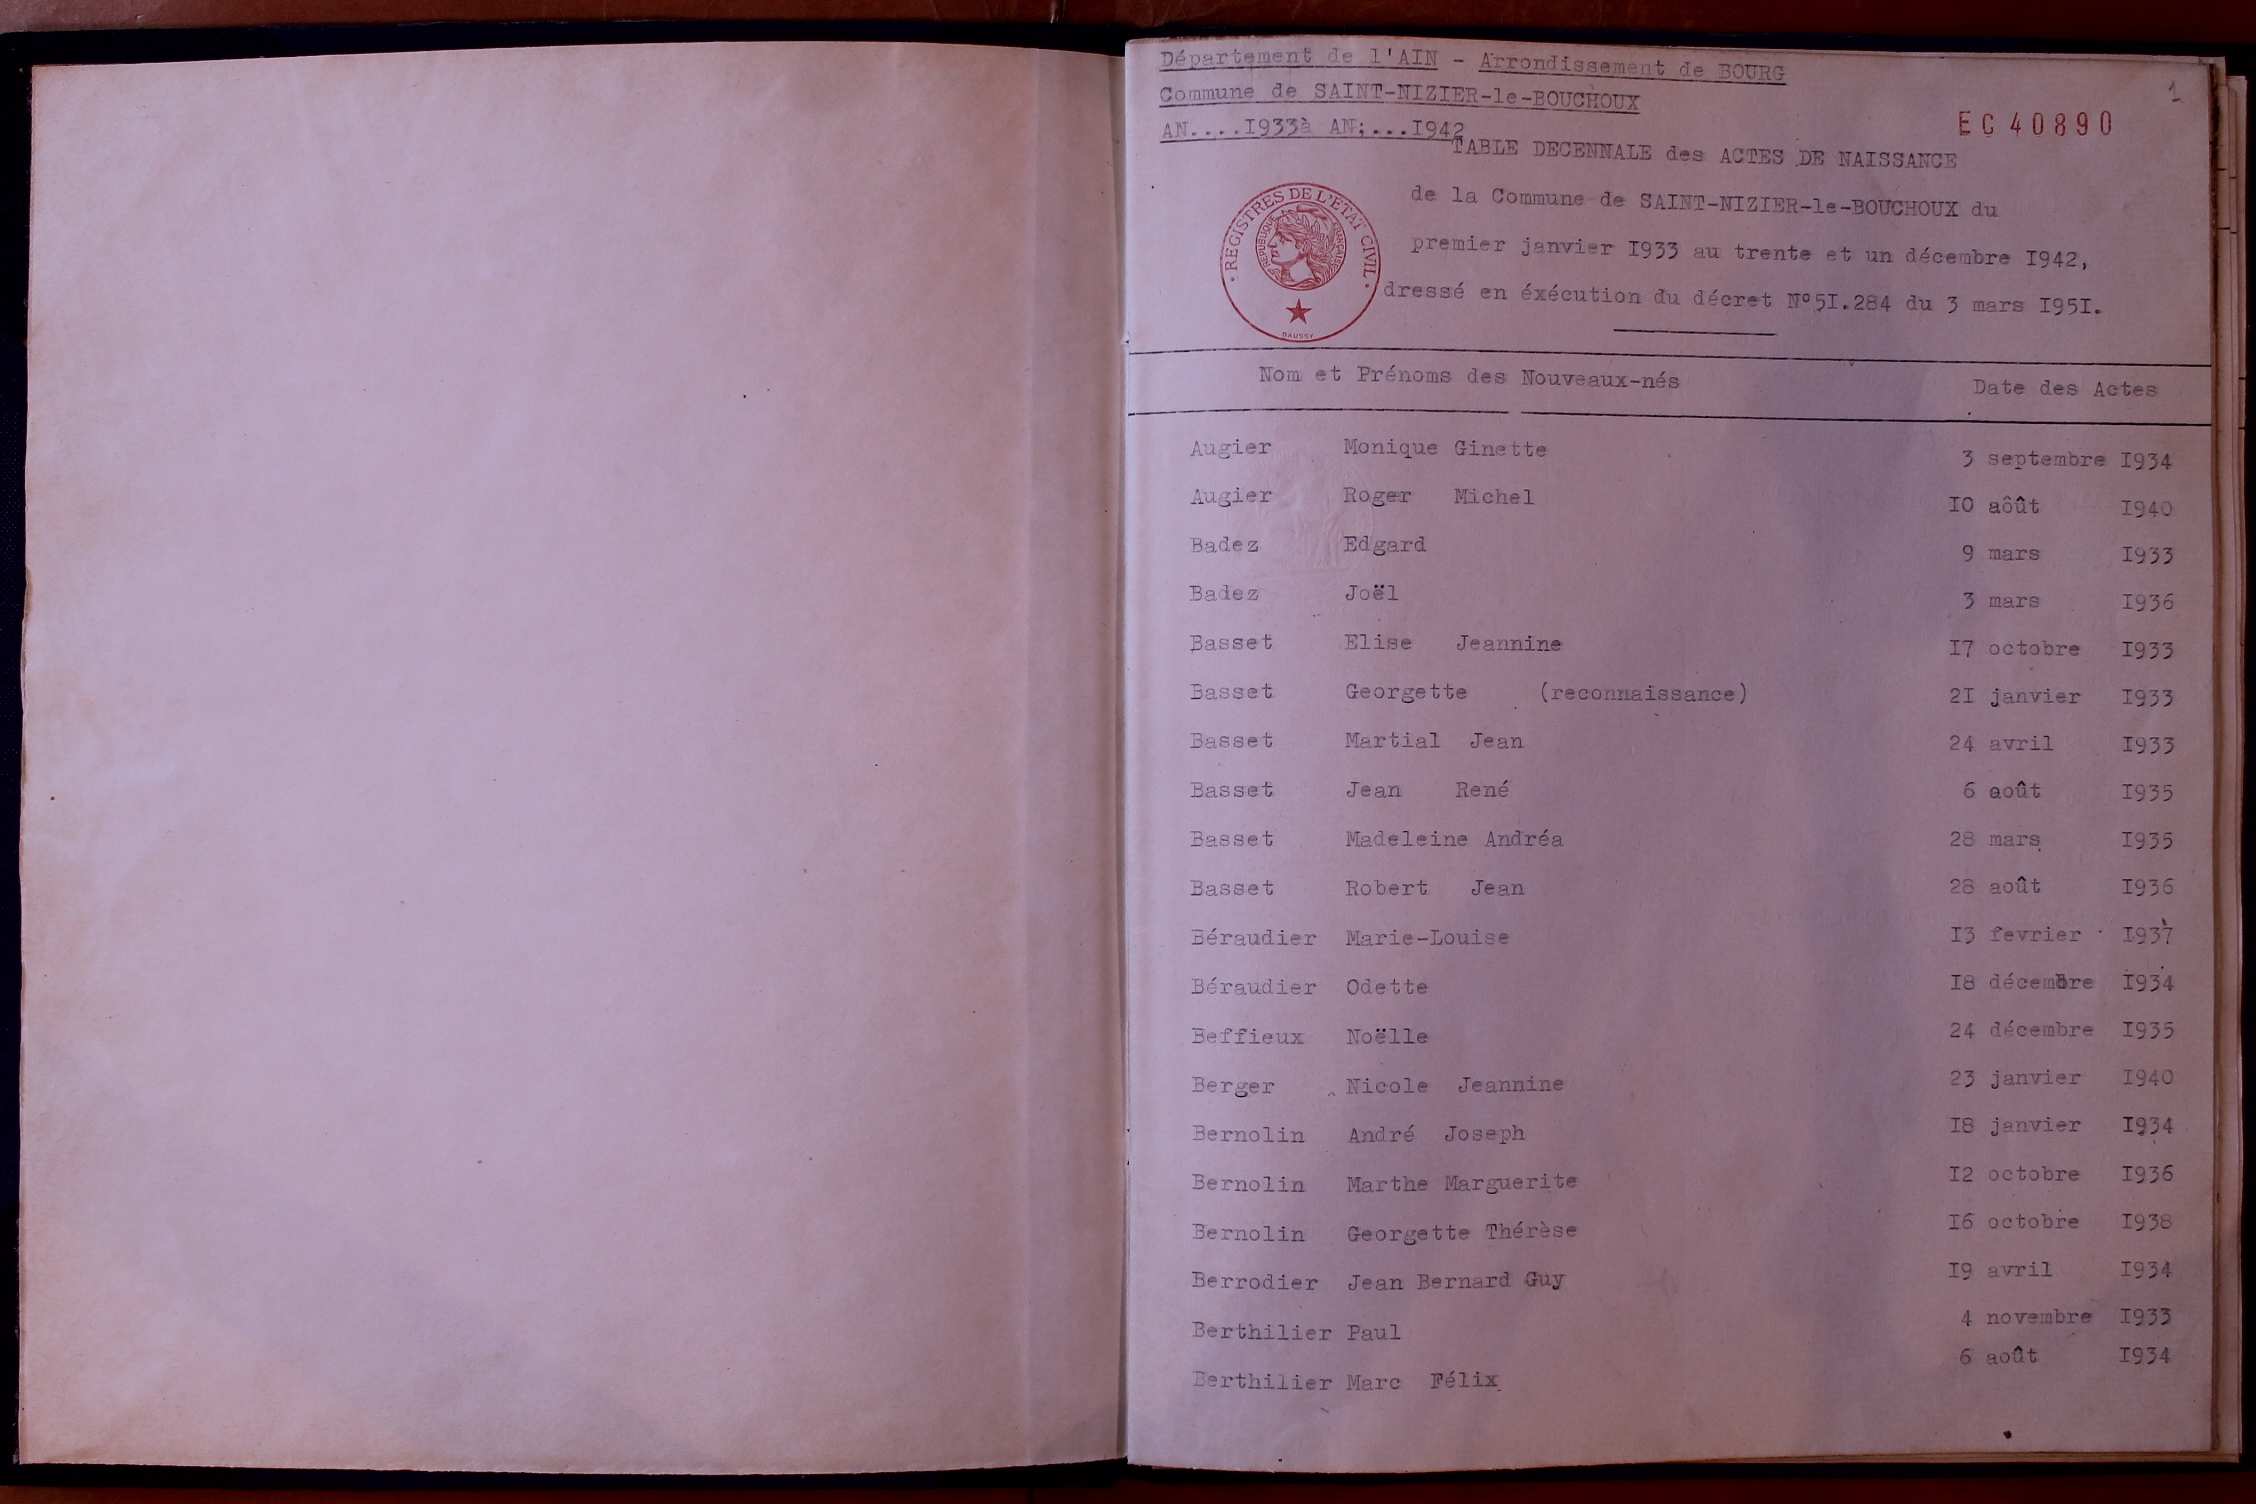 Département de l'AIN - Arrondissement de BOURG
Commune de SAINT-NIZIER-le-BOUCHOUX
AN....I933à AN;...I942
1
EC 40890
TABLE DECENNALE des ACTES DE NAISSANCE
de la Commune de SAINT-NIZIER-le-BOUCHOUX du
premier janvier I933 au trente et un décembre I942,
dressé en éxécution du décret N°5I.284 du 3 mars I95I.
REGISTRES DE L'ETAT CIVIL
REPUBLIQUE FRANÇAISE
DAUSSY
Nom et Prénoms des Nouveaux-nés Date des Actes
Augier Monique Ginette 3 septembre I934
Augier Roger Michel I0 aôût I940
Badez Edgard 9 mars I933
Badez Joël 3 mars I936
Basset Elise Jeannine I7 octobre I933
Basset Georgette (reconnaissance) 2I janvier I933
Basset Martial Jean 24 avril I933
Basset Jean René 6 août I935
Basset Madeleine Andréa 28 mars I935
Basset Robert Jean 28 août I936
Béraudier Marie-Louise I3 fevrier I937
Béraudier Odette I8 décembre I934
Beffieux Noëlle 24 décembre I935
Berger Nicole Jeannine 23 janvier I940
Bernolin André Joseph I8 janvier I934
Bernolin Marthe Marguerite I2 octobre I936
Bernolin Georgette Thérèse I6 octobre I938
Berrodier Jean Bernard Guy I9 avril I934
Berthilier Paul 4 novembre I933
Berthilier Marc Félix 6 août I934